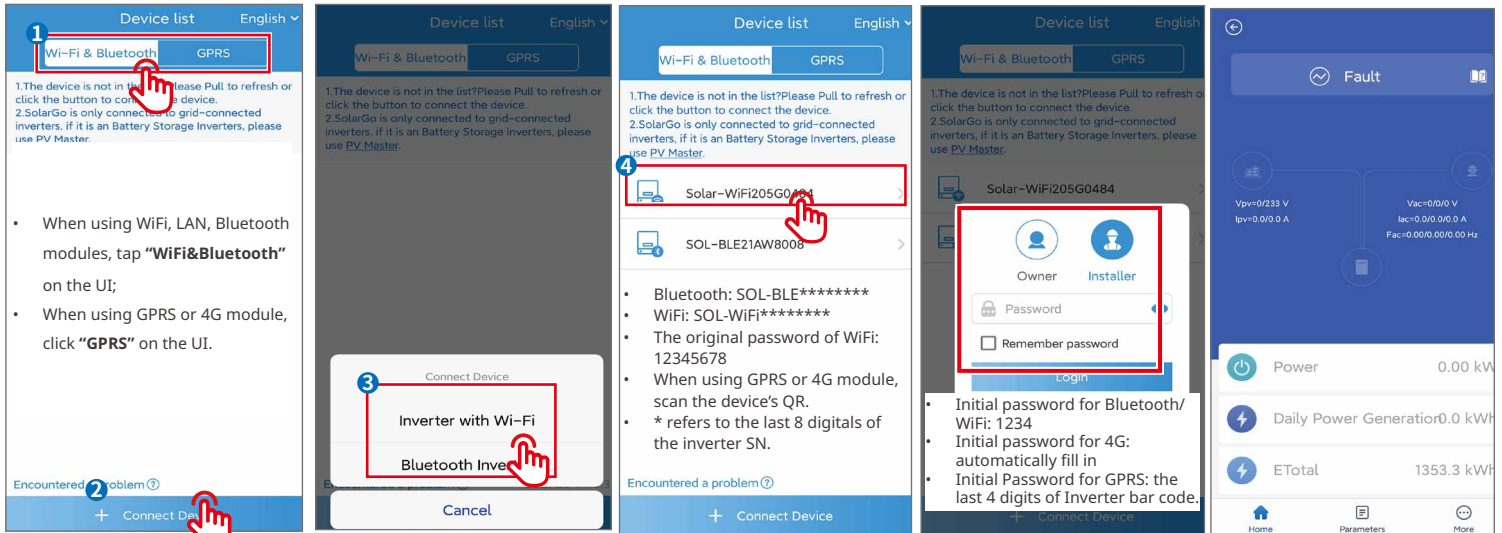 Device list
English
1
Wi-Fi & Bluetooth
GPRS
1.The device is not in the Please Pull to refresh or
click the button to the device.
2.SolarGo is only connected to grid-connected
inverters, if it is an Battery Storage Inverters, please
use PV Master.
• When using WiFi, LAN, Bluetooth
modules, tap “WiFi&Bluetooth”
on the UI;
• When using GPRS or 4G module,
click “GPRS” on the UI.
Encountered problem ?
2
+ Connect
Device list
English
Wi-Fi & Bluetooth
GPRS
1.The device is not in the list?Please Pull to refresh or
click the button to connect the device.
2.SolarGo is only connected to grid-connected
inverters, if it is an Battery Storage Inverters, please
use PV Master.
3
Connect Device
Inverter with Wi-Fi
Bluetooth
Cancel
Device list
English
Wi-Fi & Bluetooth
GPRS
1.The device is not in the list?Please Pull to refresh or
click the button to connect the device.
2.SolarGo is only connected to grid-connected
inverters, if it is an Battery Storage Inverters, please
use PV Master.
4
Solar-WiFi205G0484
SOL-BLE21AW8008
• Bluetooth: SOL-BLE********
• WiFi: SOL-WiFi********
• The original password of WiFi:
12345678
• When using GPRS or 4G module,
scan the device’s QR.
• * refers to the last 8 digitals of
the inverter SN.
Encountered a problem ?
+ Connect Device
Device list
English
Wi-Fi & Bluetooth
GPRS
1.The device is not in the list?Please Pull to refresh o
click the button to connect the device.
2.SolarGo is only connected to grid-connected
inverters, if it is an Battery Storage Inverters, please
use PV Master.
Solar-WiFi205G0484
Owner
Installer
Password
Remember password
Login
• Initial password for Bluetooth/
WiFi: 1234
• Initial password for 4G:
automatically fill in
• Initial Password for GPRS: the
last 4 digits of Inverter bar code.
+ Connect Device
Fault
Vpv=0/233 V
Ipv=0.0/0.0 A
Vac=0/0/0 V
Iac=0.0/0.0/0.0 A
Fac=0.00/0.00/0.00 Hz
Power
0.00 kW
Daily Power Generation
0.0 kWh
ETotal
1353.3 kWh
Home
Parameters
More